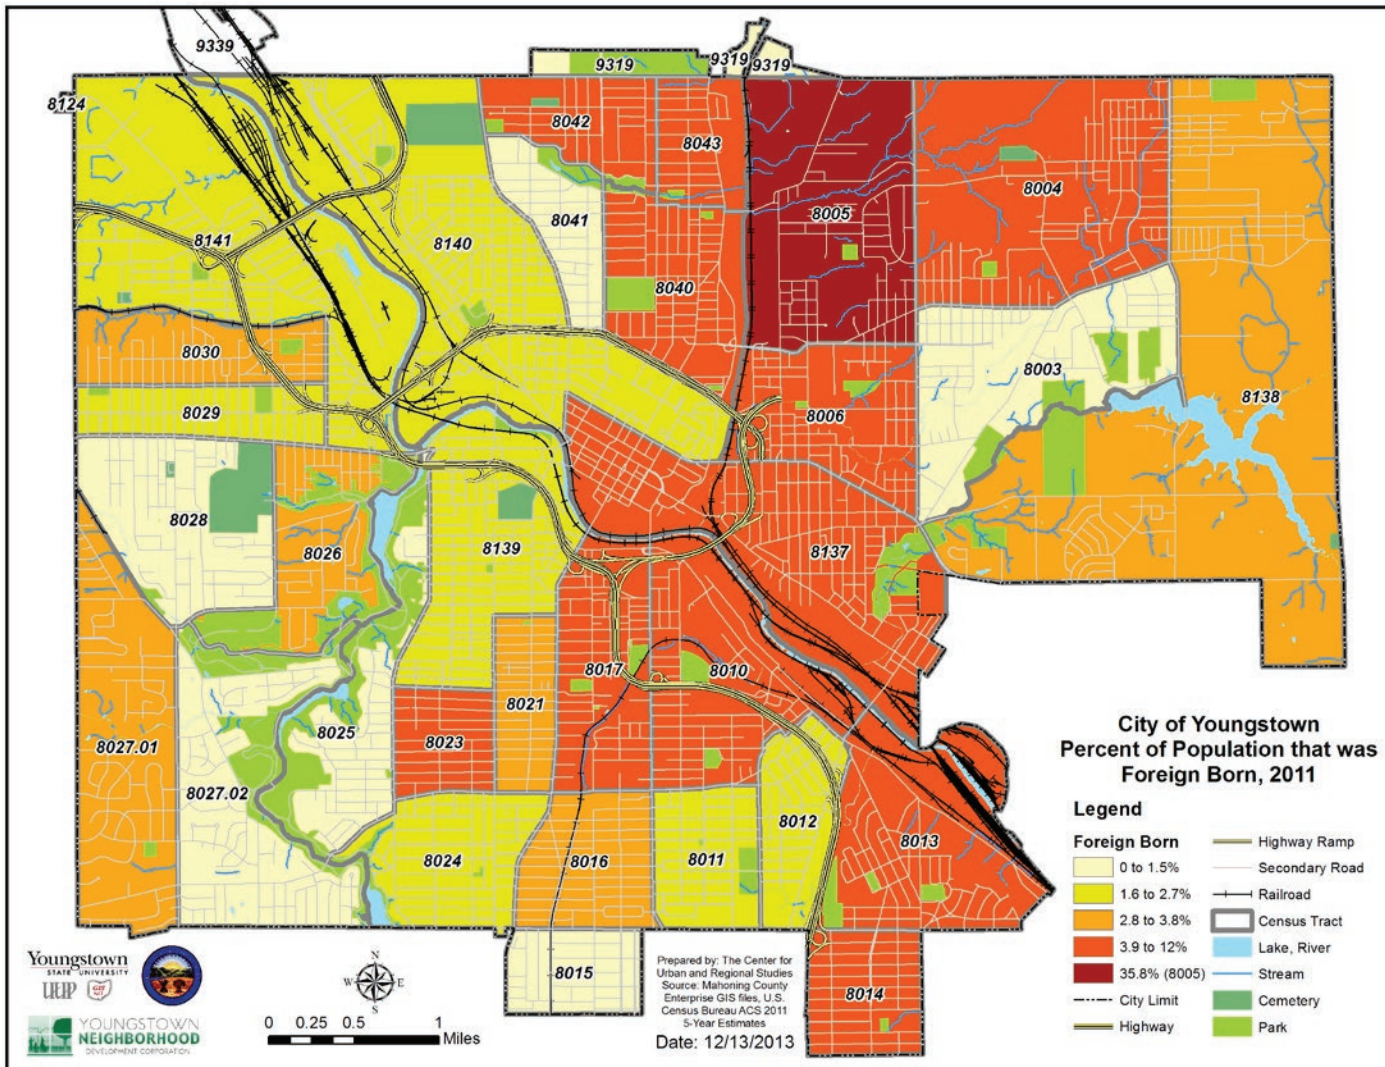 9339
9319
9319
9319
8124
8042
8043
8004
8005
8041
8141
8140
8040
8030
8003
8029
8006
8138
8028
8026
8139
8137
8017
8010
8021
8027.01
8025
8023
8027.02
8012
8013
8024
8016
8011
8015
8014
City of Youngstown
Percent of Population that was
Foreign Born, 2011
Legend
Foreign Born
0 to 1.5%
1.6 to 2.7%
2.8 to 3.8%
3.9 to 12%
35.8% (8005)
City Limit
Highway
Highway Ramp
Secondary Road
Railroad
Census Tract
Lake, River
Stream
Cemetery
Park
Youngstown
STATE UNIVERSITY
YOUNGSTOWN
NEIGHBORHOOD
DEVELOPMENT CORPORATION
N
W E
S
0 0.25 0.5 1
Miles
Prepared by: The Center for
Urban and Regional Studies
Source: Mahoning County
Enterprise GIS files, U.S.
Census Bureau ACS 2011
5-Year Estimates
Date: 12/13/2013